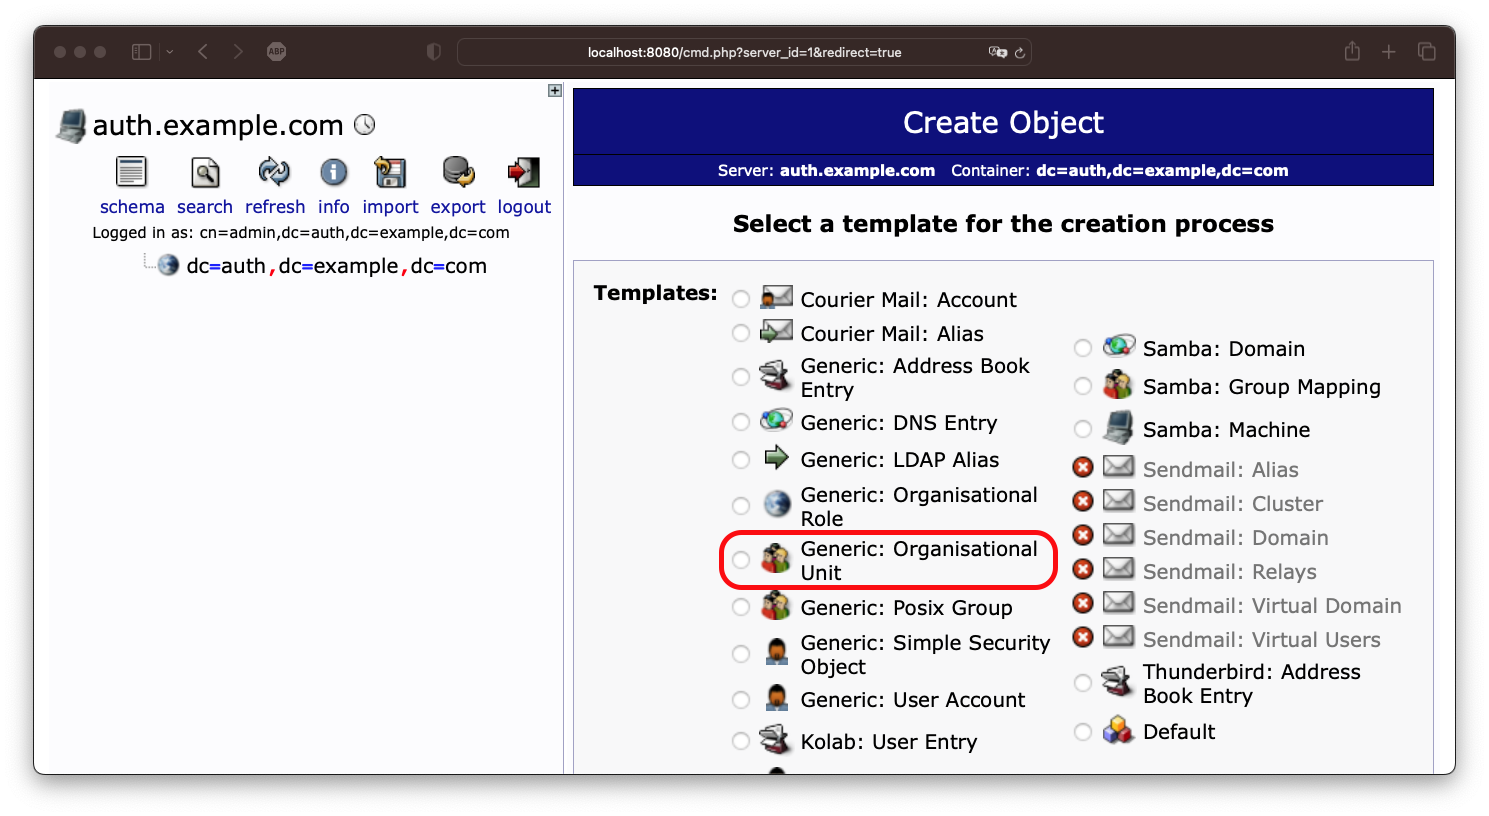 ABP
localhost:8080/cmd.php?server_id=1&redirect=true
auth.example.com
schema search refresh info import export logout
Logged in as: cn=admin,dc=auth,dc=example,dc=com
dc=auth,dc=example,dc=com
Create Object
Server: auth.example.com Container: dc=auth,dc=example,dc=com
Select a template for the creation process
Templates:
Courier Mail: Account
Courier Mail: Alias
Generic: Address Book
Entry
Generic: DNS Entry
Generic: LDAP Alias
Generic: Organisational
Role
Generic: Organisational
Unit
Generic: Posix Group
Generic: Simple Security
Object
Generic: User Account
Kolab: User Entry
Samba: Domain
Samba: Group Mapping
Samba: Machine
Sendmail: Alias
Sendmail: Cluster
Sendmail: Domain
Sendmail: Relays
Sendmail: Virtual Domain
Sendmail: Virtual Users
Thunderbird: Address
Book Entry
Default